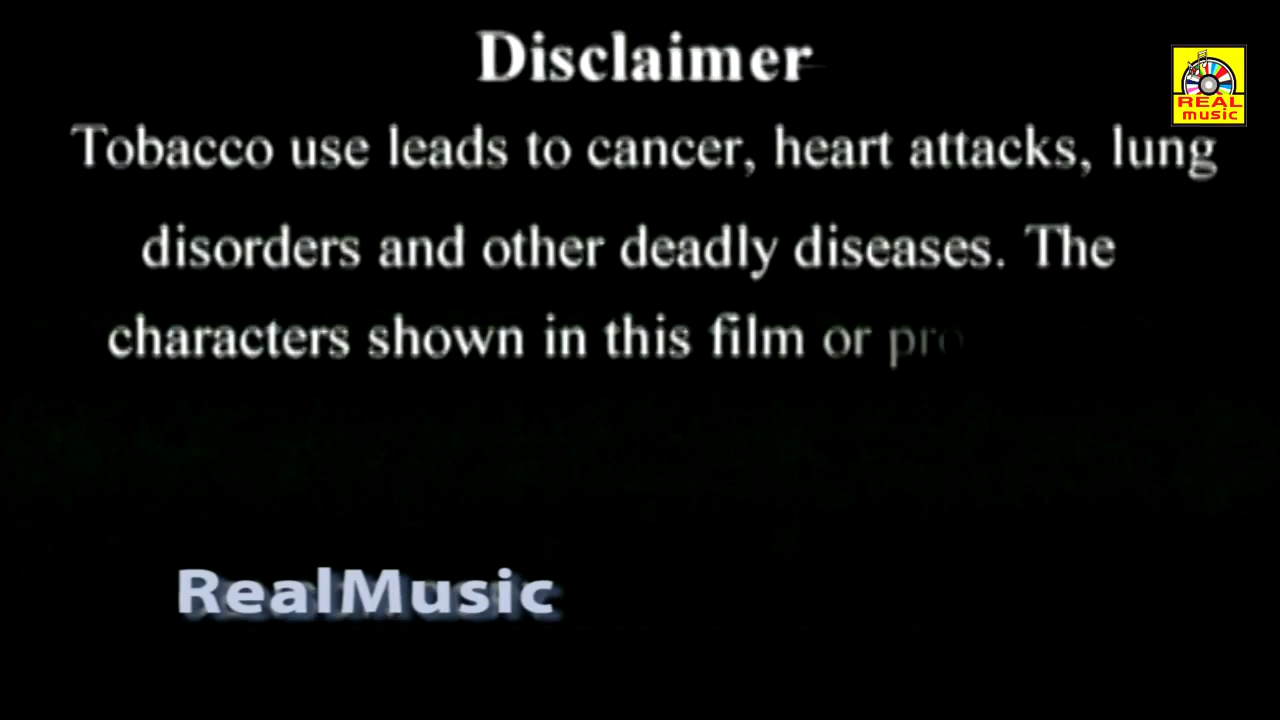 Disclaimer
REAL
music
Tobacco use leads to cancer, heart attacks, lung
disorders and other deadly diseases. The
characters shown in this film or pro
RealMusic